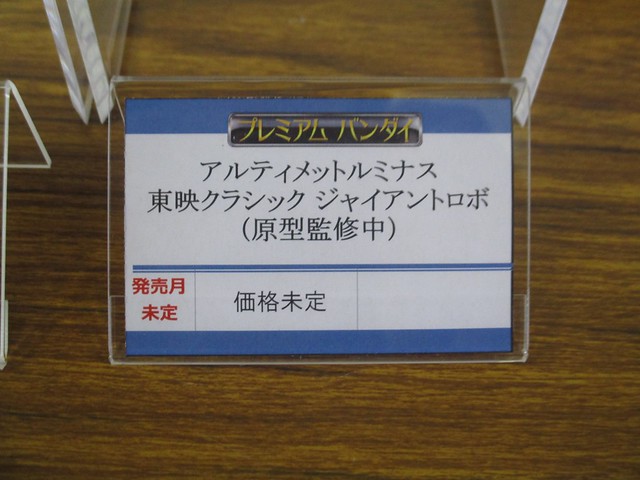 プレミアム バンダイ
アルティメットルミナス
東映クラシック ジャイアントロボ
(原型監修中)
発売月
未定
価格未定